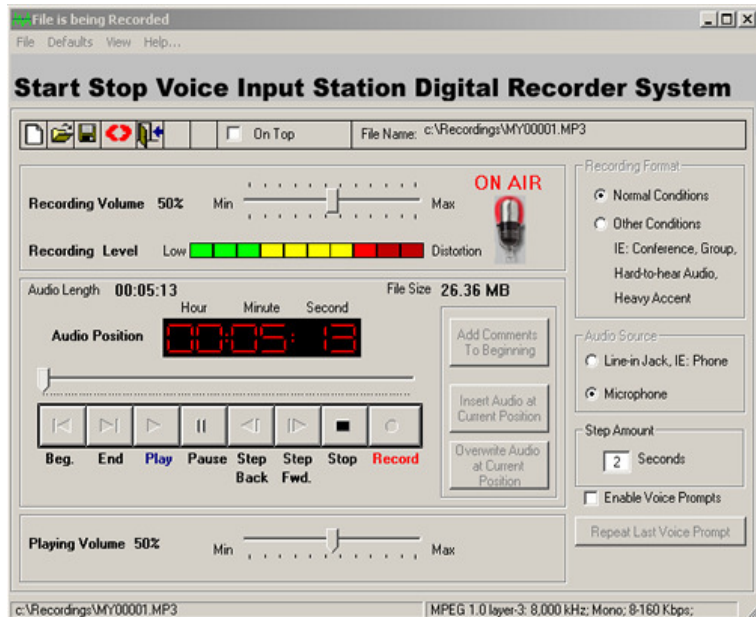 File is being Recorded
File Defaults View Help...
Start Stop Voice Input Station Digital Recorder System
On Top File Name: c:\Recordings\MY00001.MP3
Recording Volume 50% Min Max ON AIR
Recording Level Low Distortion
Recording Format
Normal Conditions
Other Conditions
IE: Conference, Group,
Hard-to-hear Audio,
Heavy Accent
Audio Length 00:05:13 File Size 26.36 MB
Hour Minute Second
Audio Position 00:05:13
Add Comments
To Beginning
Insert Audio at
Current Position
Overwrite Audio
at Current
Position
Audio Source
Line-in Jack, IE: Phone
Microphone
Beg. End Play Pause Step Back Step Fwd. Stop Record
Step Amount
2 Seconds
Enable Voice Prompts
Repeat Last Voice Prompt
Playing Volume 50% Min Max
c:\Recordings\MY00001.MP3 MPEG 1.0 layer-3: 8,000 kHz; Mono; 8-160 Kbps;